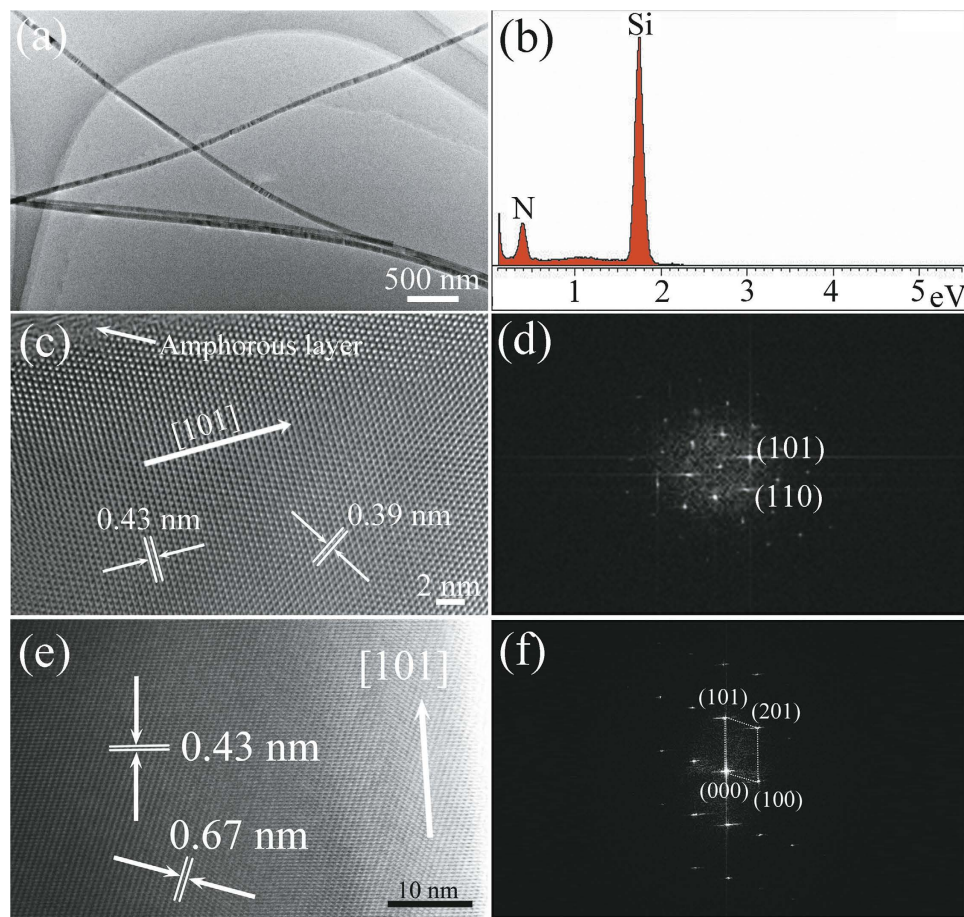 (a)
500 nm
(b)
Si
N
1 2 3 4 5 eV
(c)
Amphorous layer
[101]
0.43 nm
0.39 nm
2 nm
(d)
(101)
(110)
(e)
[101]
0.43 nm
0.67 nm
10 nm
(f)
(101)
(201)
(000)
(100)